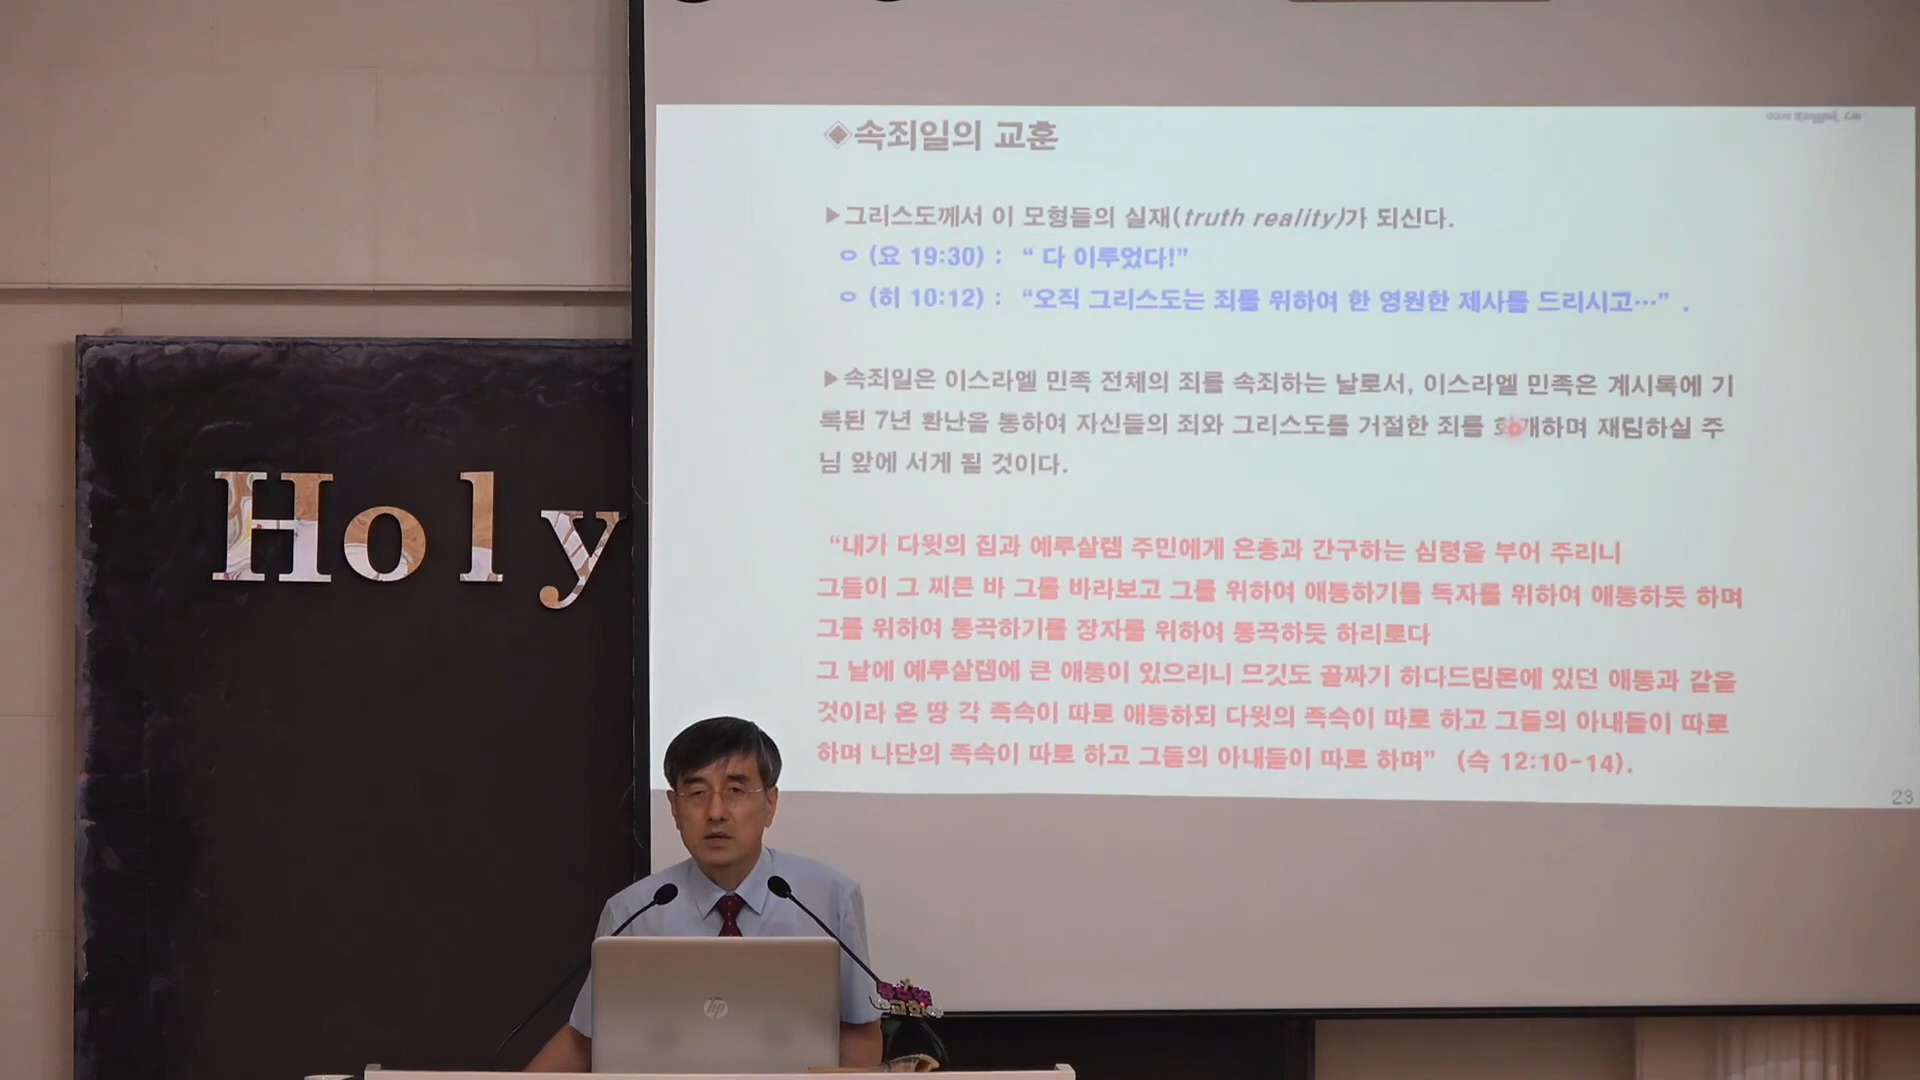 ◈속죄일의 교훈
▶그리스도께서 이 모형들의 실재(truth reality)가 되신다.
ㅇ (요 19:30) : “ 다 이루었다!”
ㅇ (히 10:12) : “오직 그리스도는 죄를 위하여 한 영원한 제사를 드리시고…” .
▶속죄일은 이스라엘 민족 전체의 죄를 속죄하는 날로서, 이스라엘 민족은 계시록에 기
록된 7년 환난을 통하여 자신들의 죄와 그리스도를 거절한 죄를 회개하며 재림하실 주
님 앞에 서게 될 것이다.
“내가 다윗의 집과 예루살렘 주민에게 은총과 간구하는 심령을 부어 주리니
그들이 그 찌른 바 그를 바라보고 그를 위하여 애통하기를 독자를 위하여 애통하듯 하며
그를 위하여 통곡하기를 장자를 위하여 통곡하듯 하리로다
그 날에 예루살렘에 큰 애통이 있으리니 므깃도 골짜기 하다드림몬에 있던 애통과 같을
것이라 온 땅 각 족속이 따로 애통하되 다윗의 족속이 따로 하고 그들의 아내들이 따로
하며 나단의 족속이 따로 하고 그들의 아내들이 따로 하며” (슥 12:10-14).
23
Holy
hp